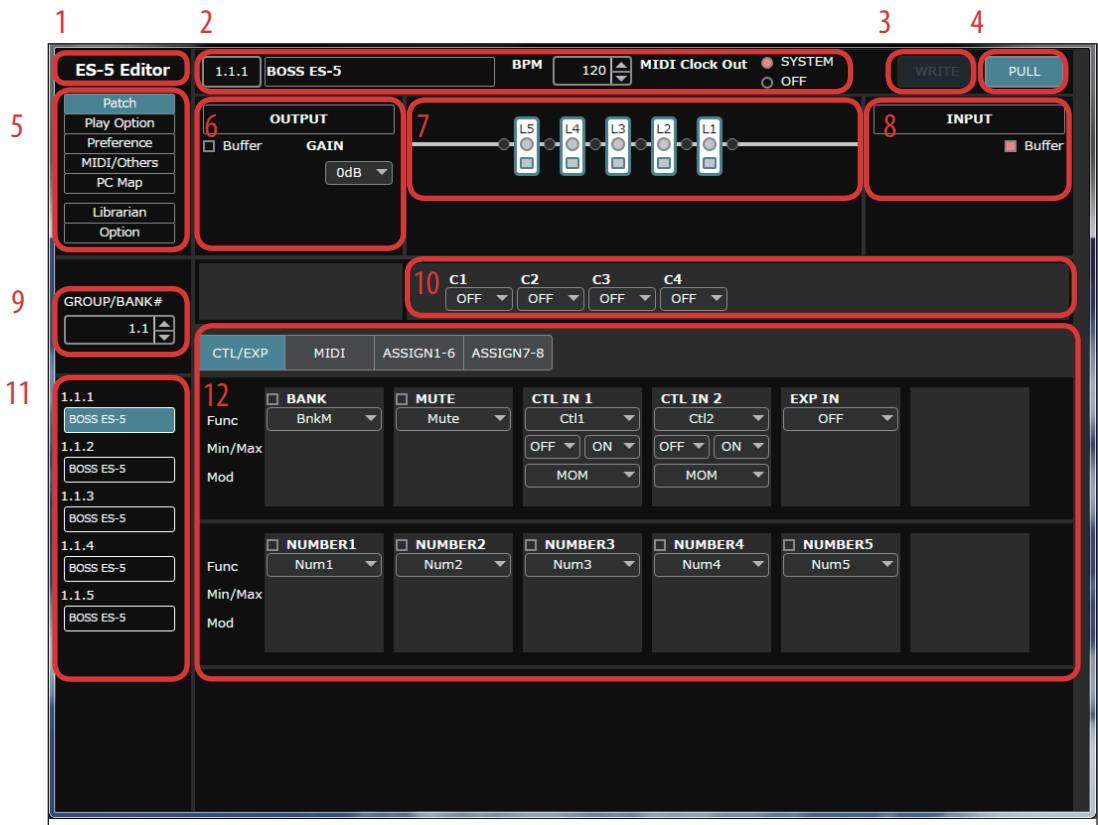 1 2 3 4
ES-5 Editor 1.1.1 BOSS ES-5 BPM 120 MIDI Clock Out SYSTEM WRITE PULL
OFF
5
Patch
Play Option
Preference
MIDI/Others
PC Map
Librarian
Option
6 OUTPUT
Buffer GAIN
0dB
7
L5 L4 L3 L2 L1
8 INPUT
Buffer
9
GROUP/BANK#
1.1
10 C1 C2 C3 C4
OFF OFF OFF OFF
11
1.1.1
BOSS ES-5
1.1.2
BOSS ES-5
1.1.3
BOSS ES-5
1.1.4
BOSS ES-5
1.1.5
BOSS ES-5
CTL/EXP MIDI ASSIGN1-6 ASSIGN7-8
12 BANK MUTE CTL IN 1 CTL IN 2 EXP IN
Func BnkM Mute Ctl1 Ctl2 OFF
Min/Max OFF ON OFF ON
Mod MOM MOM
NUMBER1 NUMBER2 NUMBER3 NUMBER4 NUMBER5
Func Num1 Num2 Num3 Num4 Num5
Min/Max
Mod